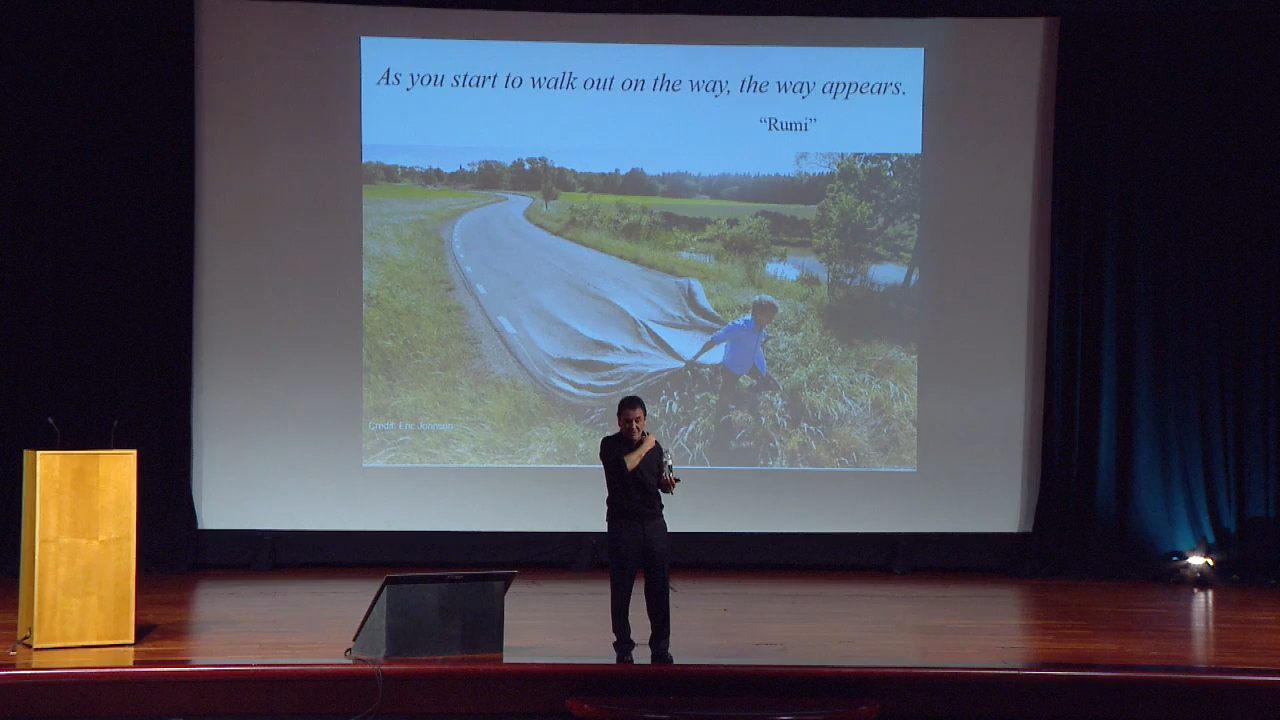 As you start to walk out on the way, the way appears.
“Rumi”
Credit: Eric Johnson